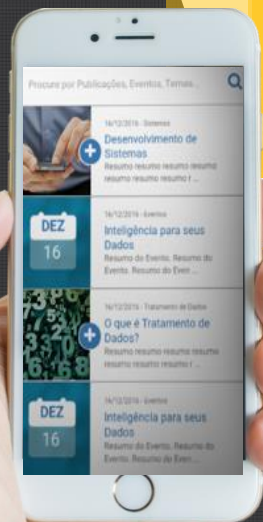 Procure por Publicações, Eventos, Temas...
16/12/2016 - Sistemas
Desenvolvimento de
Sistemas
Resumo resumo resumo resumo
resumo resumo resumo r ...
DEZ
16
16/12/2016 - Eventos
Inteligência para seus
Dados
Resumo do Evento. Resumo do
Evento. Resumo do Even ...
16/12/2016 - Tratamento de Dados
O que é Tratamento de
Dados?
Resumo resumo resumo resumo
resumo resumo resumo r ...
DEZ
16
16/12/2016 - Eventos
Inteligência para seus
Dados
Resumo do Evento. Resumo do
Evento. Resumo do Even ...